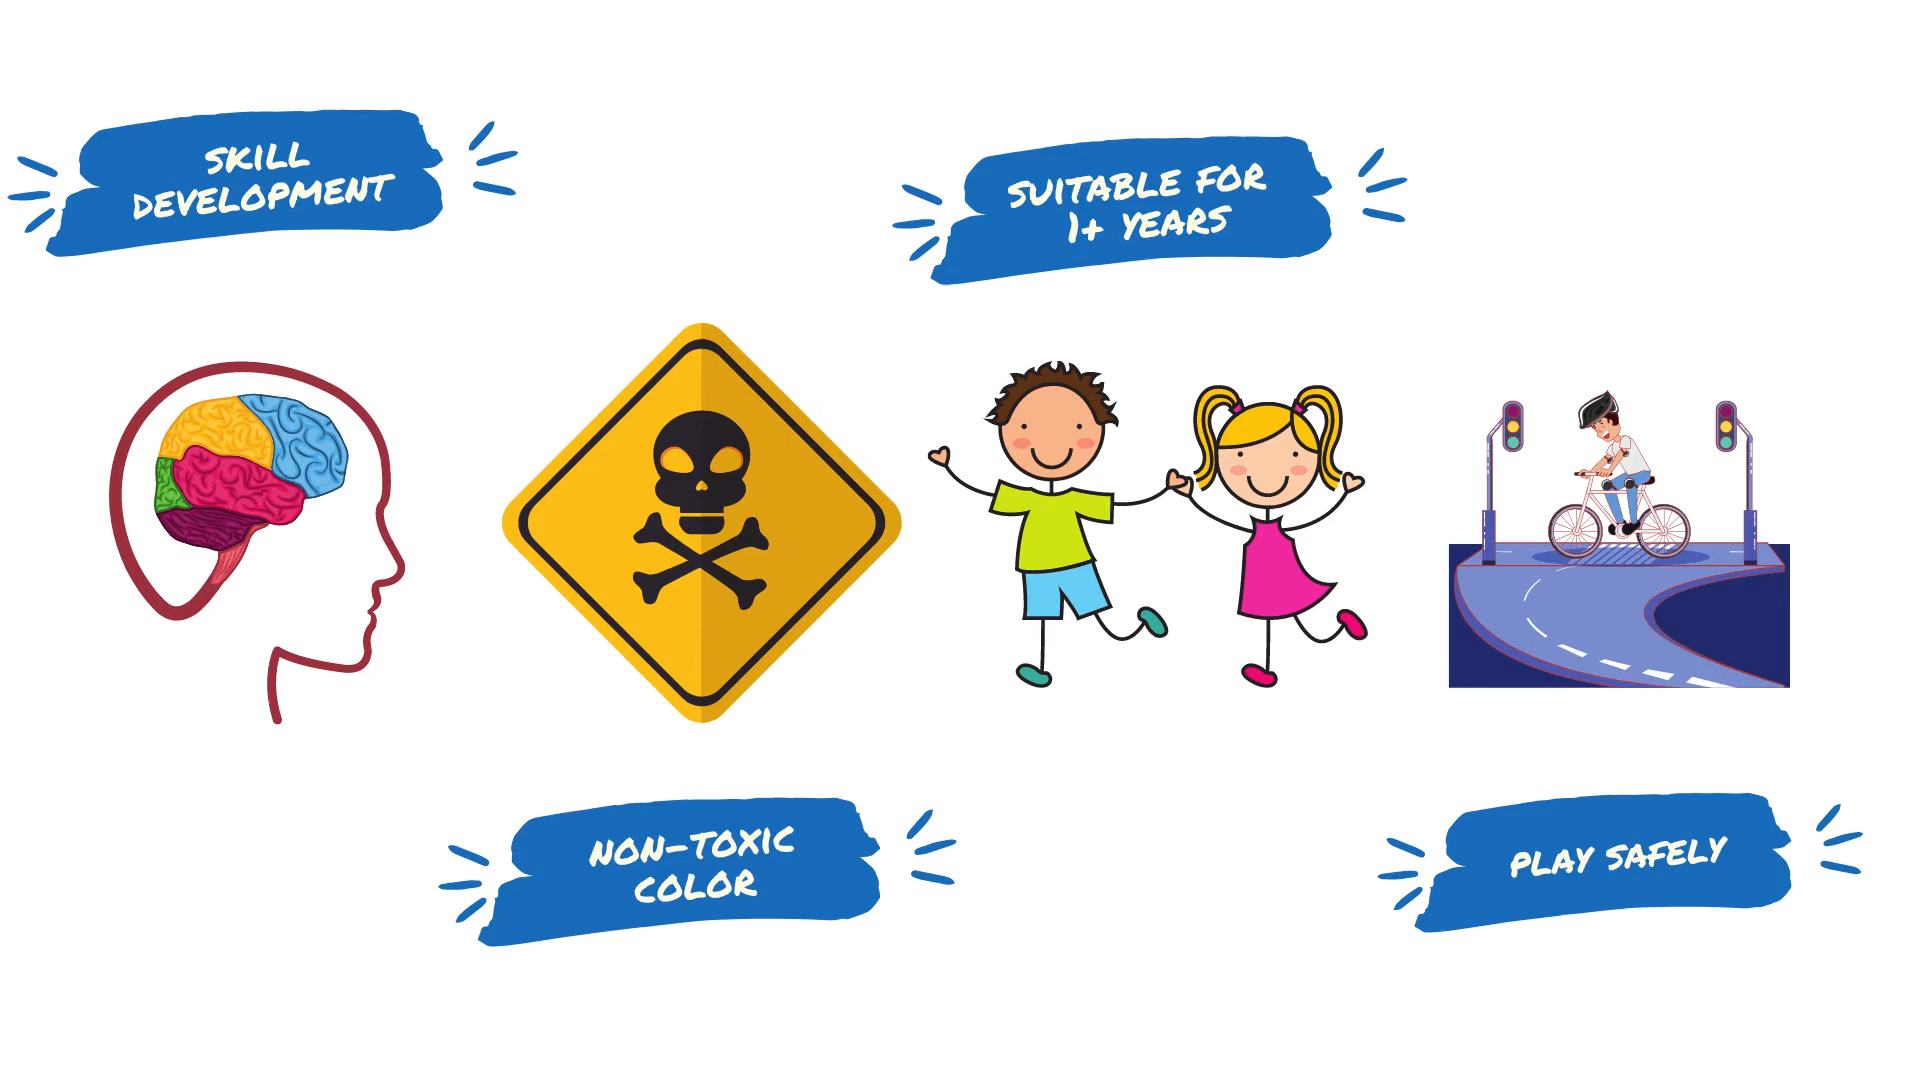 SKILL
DEVELOPMENT
SUITABLE FOR
1+ YEARS
NON-TOXIC
COLOR
PLAY SAFELY